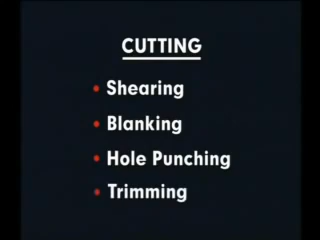 CUTTING
• Shearing
• Blanking
• Hole Punching
• Trimming